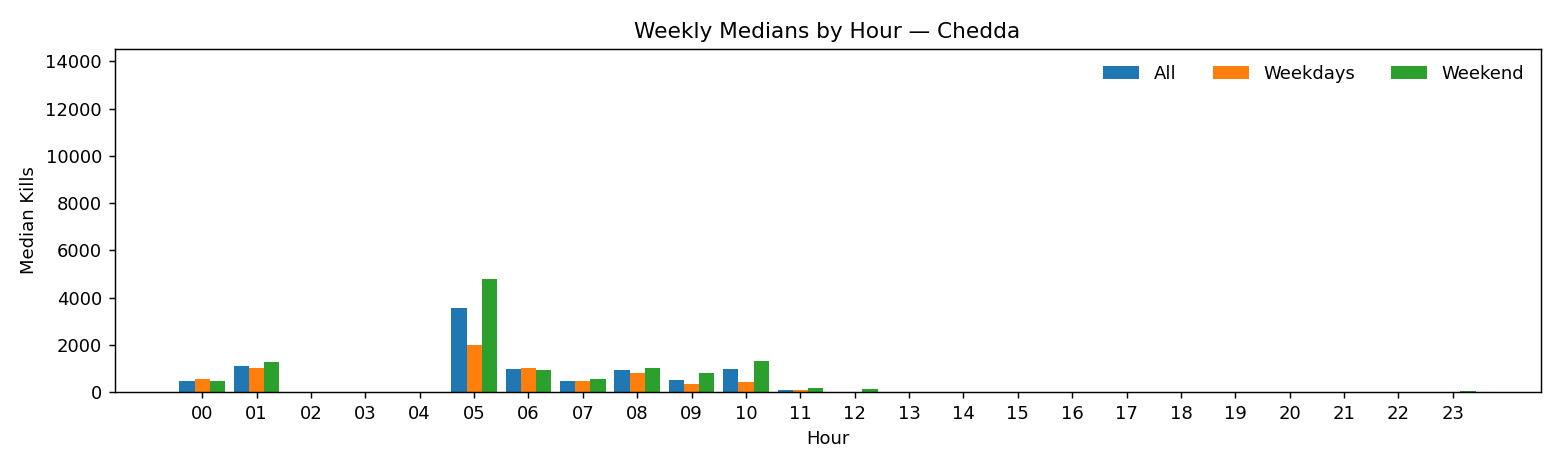 Weekly Medians by Hour — Chedda
All Weekdays Weekend
Median Kills
14000
12000
10000
8000
6000
4000
2000
0
00 01 02 03 04 05 06 07 08 09 10 11 12 13 14 15 16 17 18 19 20 21 22 23
Hour